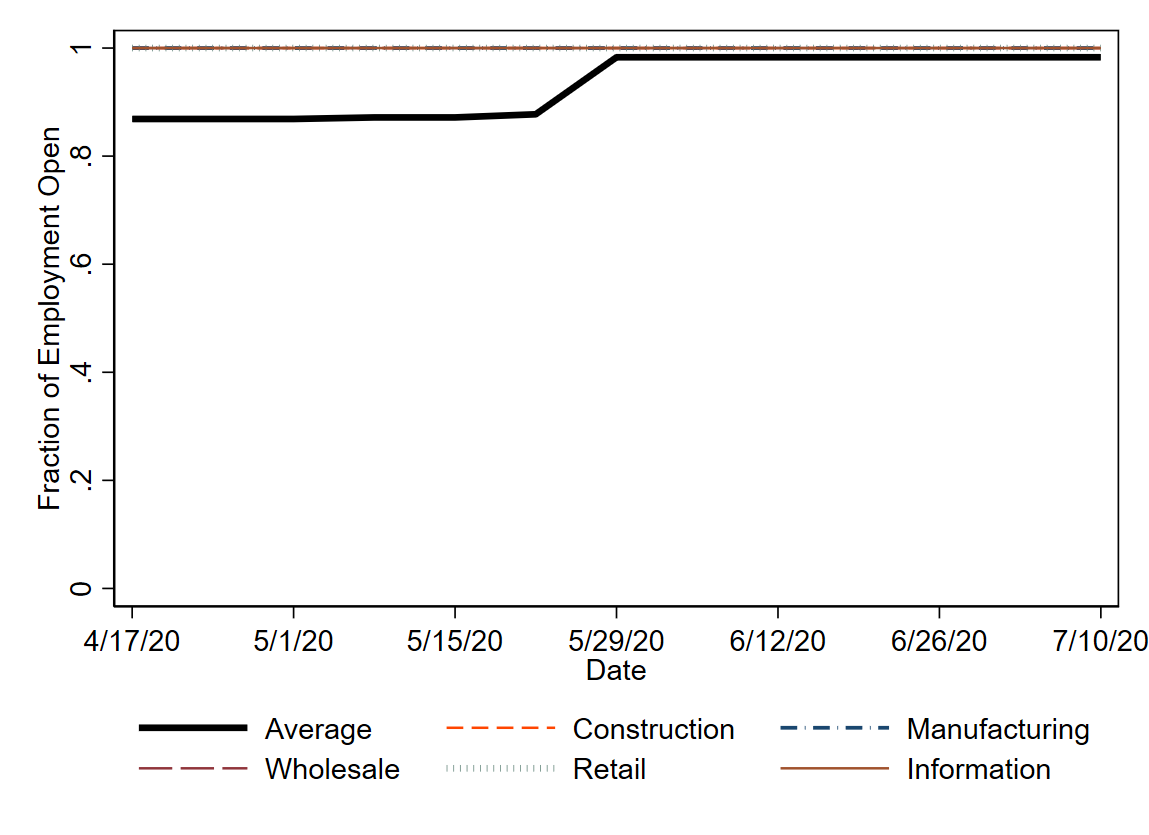 Fraction of Employment Open
1
.8
.6
.4
.2
0
4/17/20 5/1/20 5/15/20 5/29/20 6/12/20 6/26/20 7/10/20
Date
Average Construction Manufacturing
Wholesale Retail Information